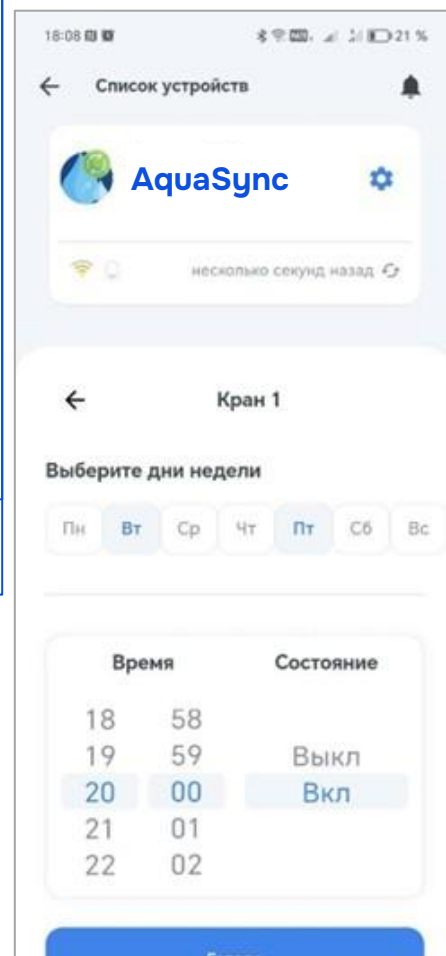 18:08 21 %
Список устройств
AquaSync
несколько секунд назад
Кран 1
Выберите дни недели
Пн Вт Ср Чт Пт Сб Вс
Время Состояние
18 58
19 59 Выкл
20 00 Вкл
21 01
22 02